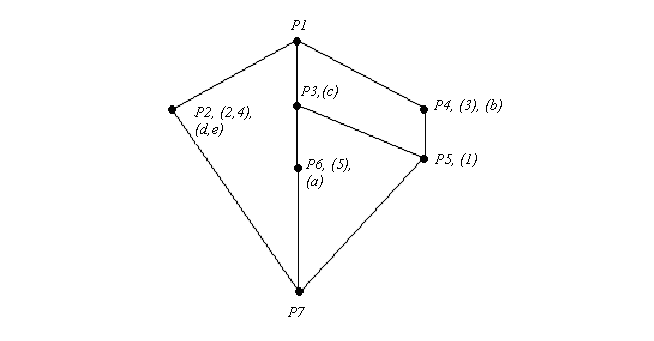 P1
P3,(c)
P2, (2,4),
(d,e)
P4, (3), (b)
P6, (5),
(a)
P5, (1)
P7